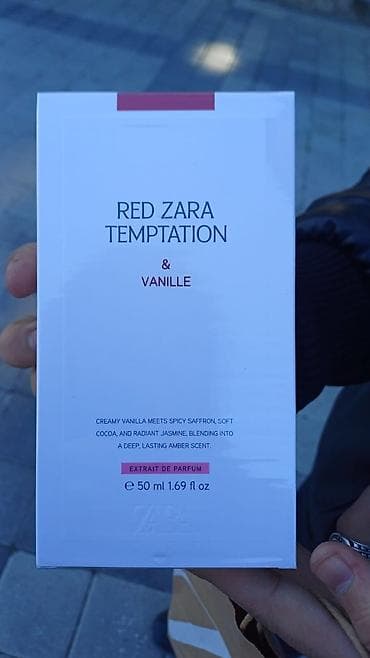 RED ZARA
TEMPTATION
&
VANILLE
CREAMY VANILLA MEETS SPICY SAFFRON, SOFT
COCOA, AND RADIANT JASMINE, BLENDING INTO
A DEEP, LASTING AMBER SCENT.
EXTRAIT DE PARFUM
℮ 50 ml 1.69 fl oz
ZARA